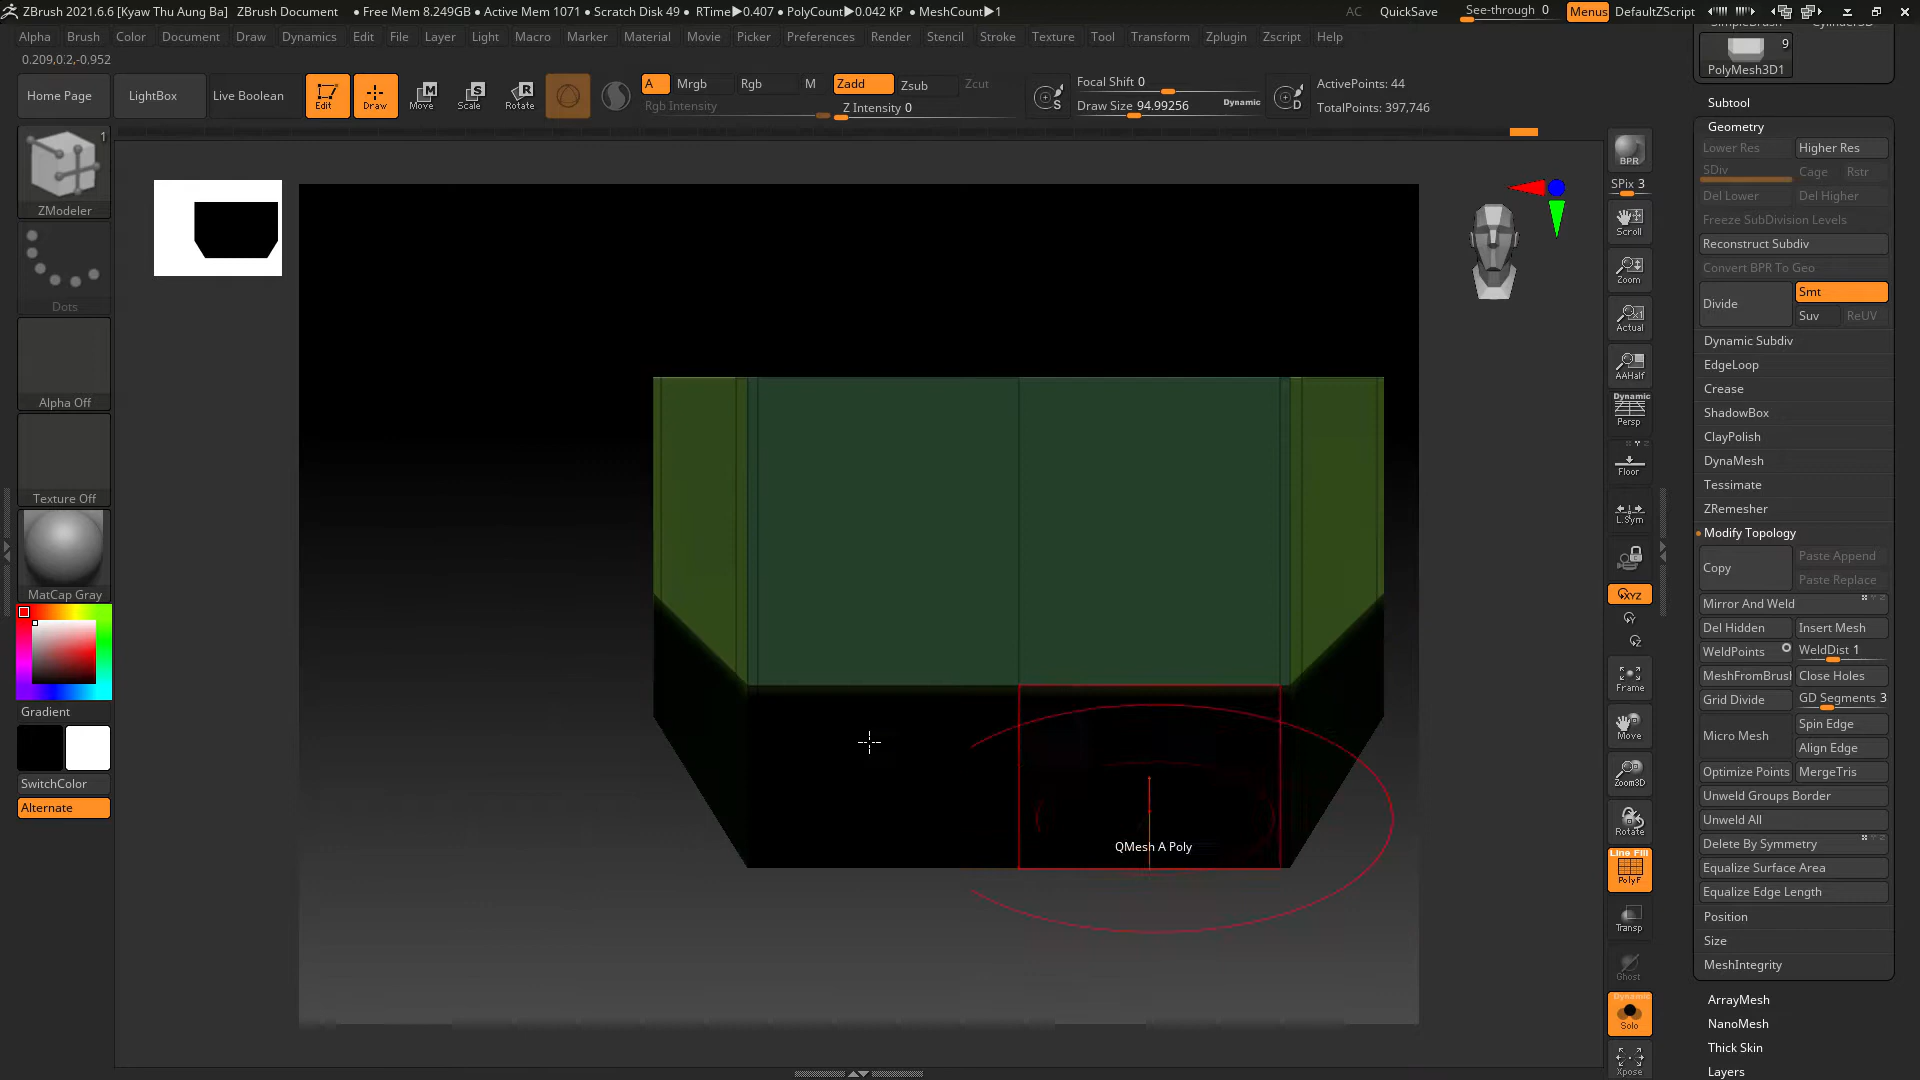 ZBrush 2021.6.6 [Kyaw Thu Aung Ba] ZBrush Document • Free Mem 8.249GB • Active Mem 1071 • Scratch Disk 49 • RTime▶0.407 • PolyCount▶0.042 KP • MeshCount▶1 AC QuickSave See-through 0 Menus DefaultZScript
Alpha Brush Color Document Draw Dynamics Edit File Layer Light Macro Marker Material Movie Picker Preferences Render Stencil Stroke Texture Tool Transform Zplugin Zscript Help
0.209,0.2,-0.952
Home Page LightBox Live Boolean Edit Draw Move Scale Rotate
M S R
A Mrgb Rgb M Zadd Zsub Zcut
Rgb Intensity Z Intensity 0
S Focal Shift 0
Draw Size 94.99256 Dynamic D
ActivePoints: 44
TotalPoints: 397,746
1
ZModeler
Dots
Alpha Off
Texture Off
MatCap Gray
Gradient
SwitchColor
Alternate
QMesh A Poly
BPR
SPix 3
Scroll
Zoom
Actual
AAHalf
Dynamic
Persp
Floor
L.Sym
XYZ
Y
Z
Frame
Move
Zoom3D
Rotate
Line Fill
PolyF
Transp
Ghost
Dynamic
Solo
Xpose
9
PolyMesh3D1
Subtool
Geometry
Lower Res Higher Res
SDiv Cage Rstr
Del Lower Del Higher
Freeze SubDivision Levels
Reconstruct Subdiv
Convert BPR To Geo
Divide Smt
Suv ReUV
Dynamic Subdiv
EdgeLoop
Crease
ShadowBox
ClayPolish
DynaMesh
Tessimate
ZRemesher
Modify Topology
Copy Paste Append
Paste Replace
Mirror And Weld
Del Hidden Insert Mesh
WeldPoints WeldDist 1
MeshFromBrush Close Holes
Grid Divide GD Segments 3
Micro Mesh Spin Edge
Align Edge
Optimize Points MergeTris
Unweld Groups Border
Unweld All
Delete By Symmetry
Equalize Surface Area
Equalize Edge Length
Position
Size
MeshIntegrity
ArrayMesh
NanoMesh
Thick Skin
Layers